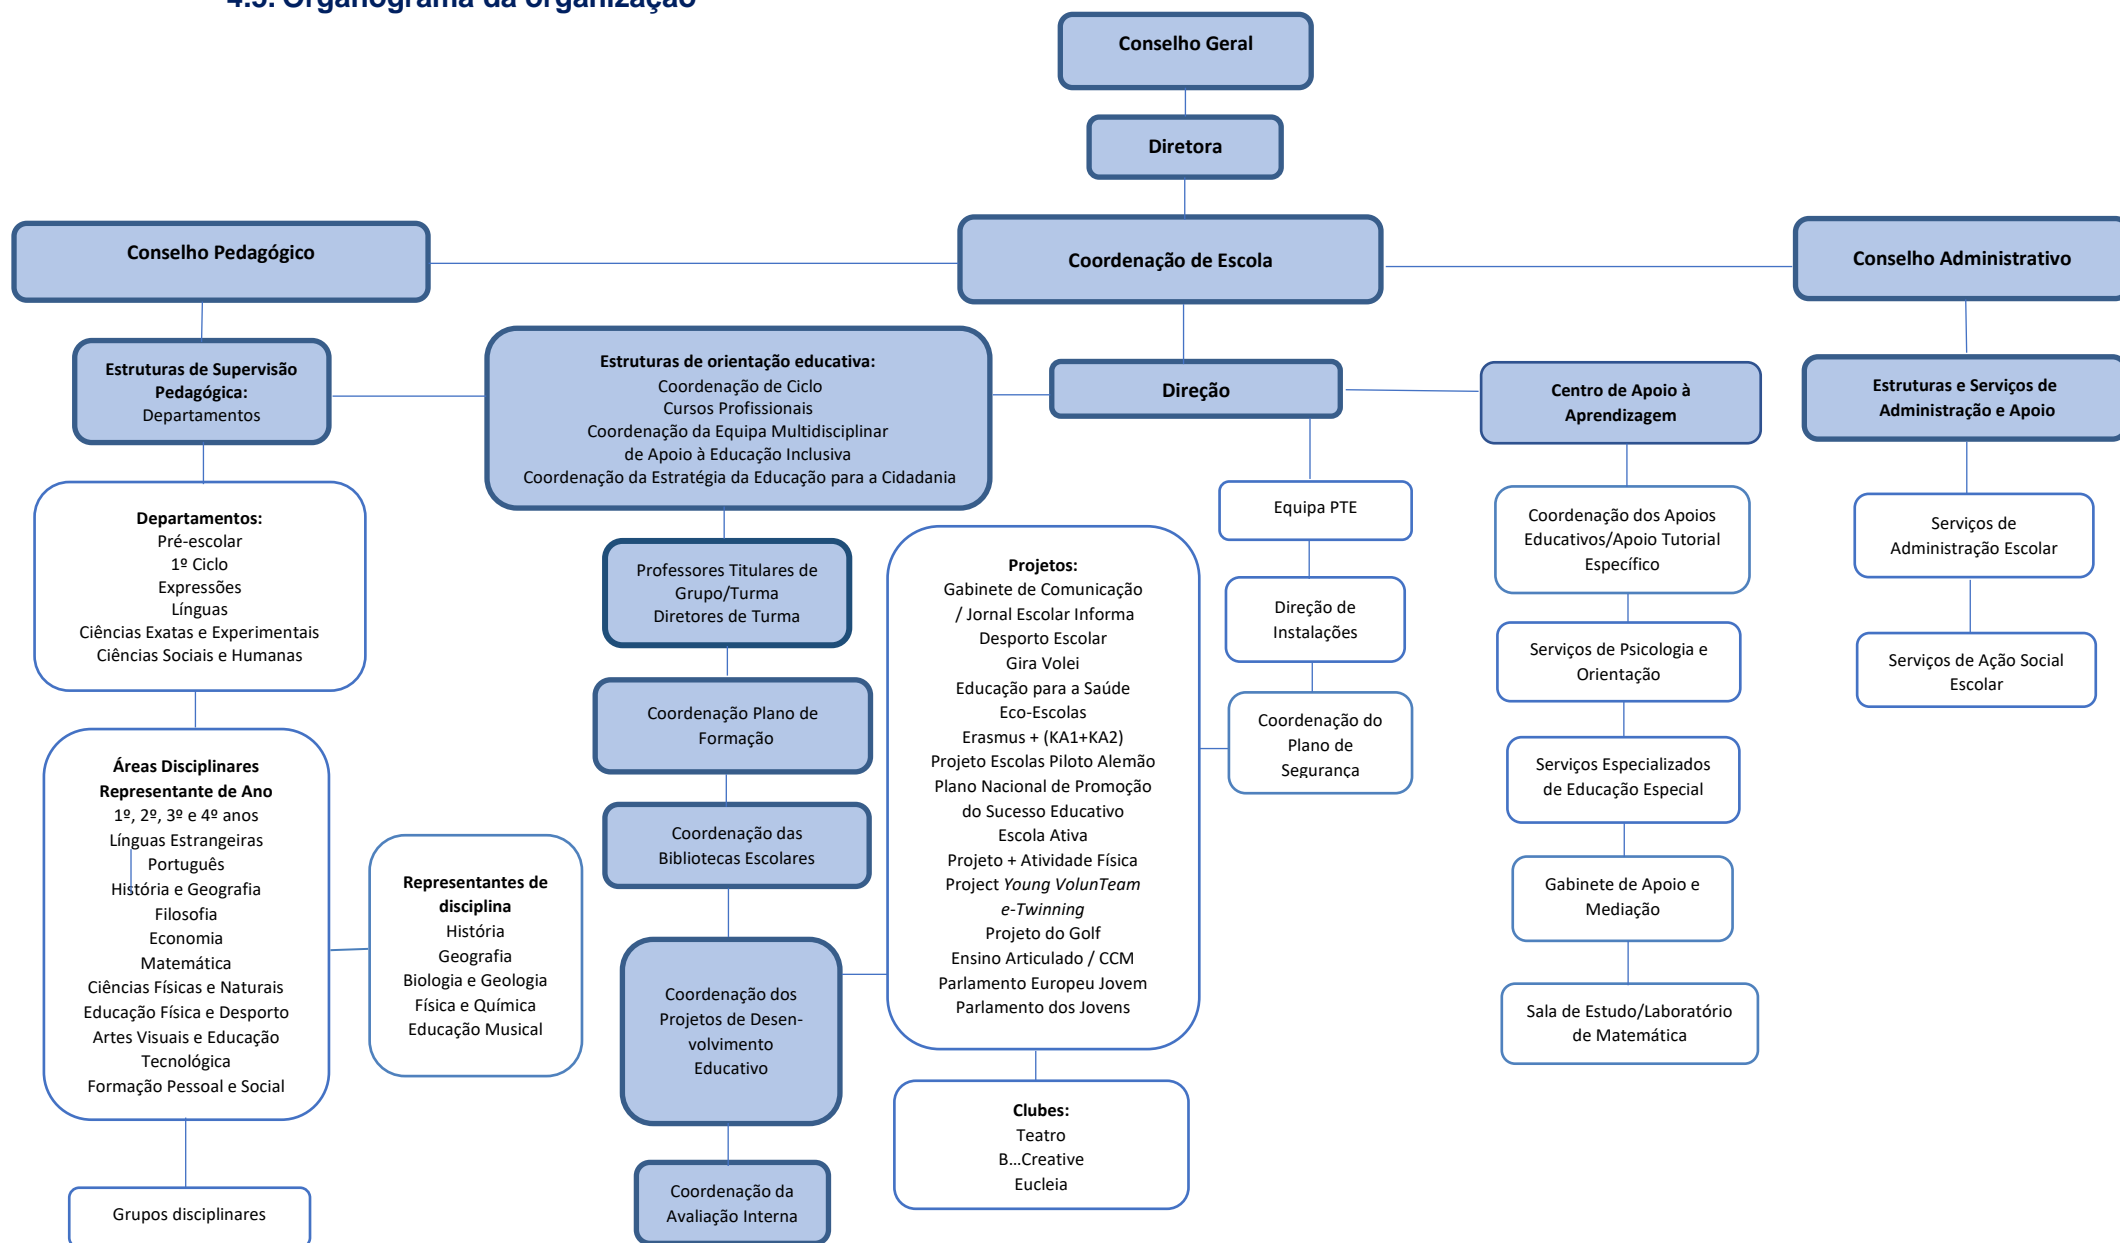 4.5. Organograma da organização
Conselho Geral
Diretora
Conselho Pedagógico
Coordenação de Escola
Conselho Administrativo
Estruturas de Supervisão
Pedagógica:
Departamentos
Estruturas de orientação educativa:
Coordenação de Ciclo
Cursos Profissionais
Coordenação da Equipa Multidisciplinar
de Apoio à Educação Inclusiva
Coordenação da Estratégia da Educação para a Cidadania
Direção
Centro de Apoio à
Aprendizagem
Estruturas e Serviços de
Administração e Apoio
Departamentos:
Pré-escolar
1º Ciclo
Expressões
Línguas
Ciências Exatas e Experimentais
Ciências Sociais e Humanas
Áreas Disciplinares
Representante de Ano
1º, 2º, 3º e 4º anos
Línguas Estrangeiras
Português
História e Geografia
Filosofia
Economia
Matemática
Ciências Físicas e Naturais
Educação Física e Desporto
Artes Visuais e Educação
Tecnológica
Formação Pessoal e Social
Grupos disciplinares
Representantes de
disciplina
História
Geografia
Biologia e Geologia
Física e Química
Educação Musical
Professores Titulares de
Grupo/Turma
Diretores de Turma
Coordenação Plano de
Formação
Coordenação das
Bibliotecas Escolares
Coordenação dos
Projetos de Desen-
volvimento
Educativo
Coordenação da
Avaliação Interna
Projetos:
Gabinete de Comunicação
/ Jornal Escolar Informa
Desporto Escolar
Gira Volei
Educação para a Saúde
Eco-Escolas
Erasmus + (KA1+KA2)
Projeto Escolas Piloto Alemão
Plano Nacional de Promoção
do Sucesso Educativo
Escola Ativa
Projeto + Atividade Física
Project Young VolunTeam
e-Twinning
Projeto do Golf
Ensino Articulado / CCM
Parlamento Europeu Jovem
Parlamento dos Jovens
Clubes:
Teatro
B...Creative
Eucleia
Equipa PTE
Direção de
Instalações
Coordenação do
Plano de
Segurança
Coordenação dos Apoios
Educativos/Apoio Tutorial
Específico
Serviços de Psicologia e
Orientação
Serviços Especializados
de Educação Especial
Gabinete de Apoio e
Mediação
Sala de Estudo/Laboratório
de Matemática
Serviços de
Administração Escolar
Serviços de Ação Social
Escolar